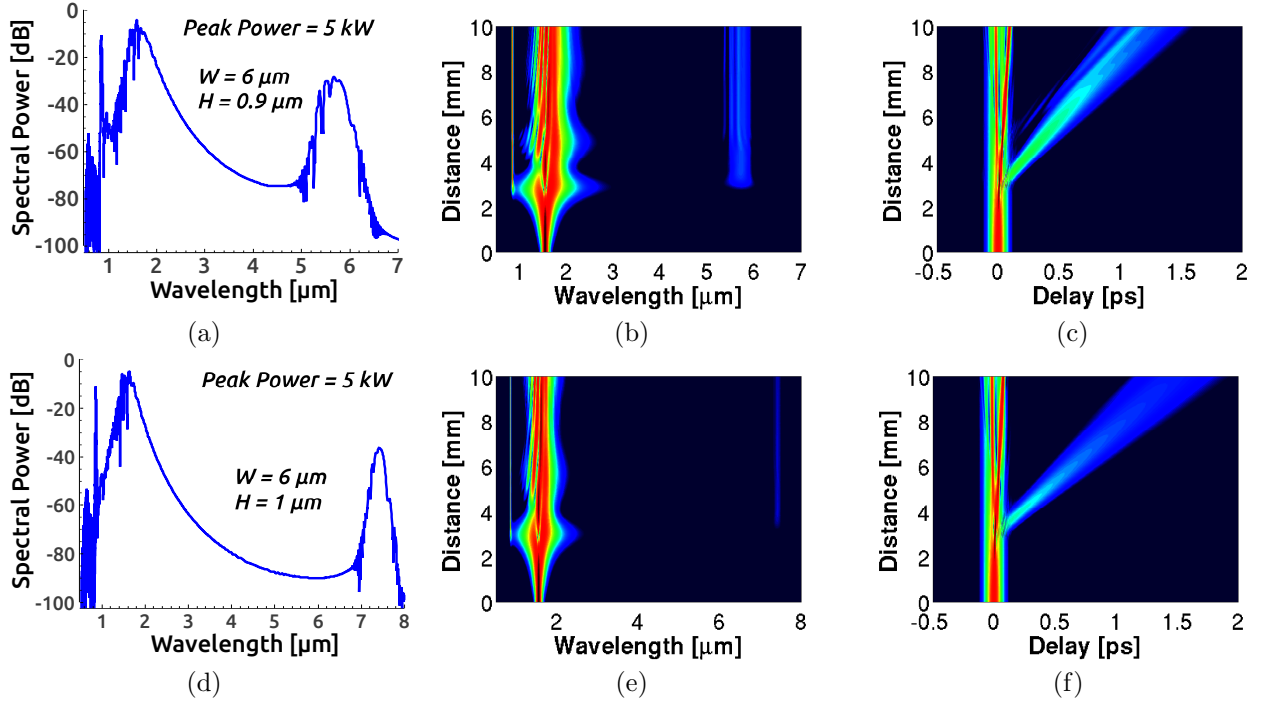 Peak Power = 5 kW
W = 6 μm
H = 0.9 μm
Spectral Power [dB]
0
-20
-40
-60
-80
-100
1 2 3 4 5 6 7
Wavelength [μm]
(a)
Distance [mm]
10
8
6
4
2
0
1 2 3 4 5 6 7
Wavelength [μm]
(b)
Distance [mm]
10
8
6
4
2
0
-0.5 0 0.5 1 1.5 2
Delay [ps]
(c)
Peak Power = 5 kW
W = 6 μm
H = 1 μm
Spectral Power [dB]
0
-20
-40
-60
-80
-100
1 2 3 4 5 6 7 8
Wavelength [μm]
(d)
Distance [mm]
10
8
6
4
2
0
2 4 6 8
Wavelength [μm]
(e)
Distance [mm]
10
8
6
4
2
0
-0.5 0 0.5 1 1.5 2
Delay [ps]
(f)